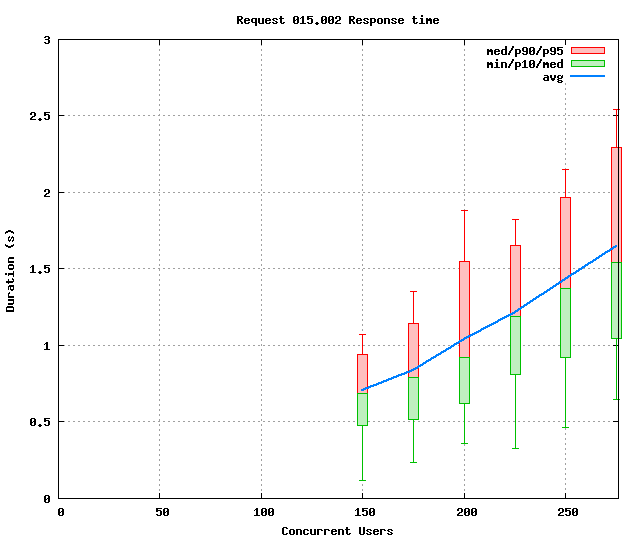 Request 015.002 Response time
3
med/p90/p95
min/p10/med
avg
2.5
2
1.5
1
0.5
0
Duration (s)
0 50 100 150 200 250
Concurrent Users